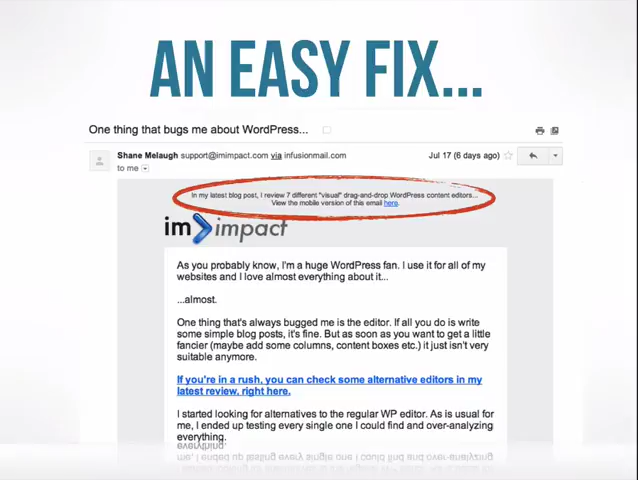 AN EASY FIX...
One thing that bugs me about WordPress...
Shane Melaugh support@imimpact.com via infusionmail.com
Jul 17 (6 days ago)
to me
In my latest blog post, I review 7 different "visual" drag-and-drop WordPress content editors...
View the mobile version of this email here.
im impact
As you probably know, I'm a huge WordPress fan. I use it for all of my
websites and I love almost everything about it...
...almost.
One thing that's always bugged me is the editor. If all you do is write
some simple blog posts, it's fine. But as soon as you want to get a little
fancier (maybe add some columns, content boxes etc.) it just isn't very
suitable anymore.
If you're in a rush, you can check some alternative editors in my
latest review, right here.
I started looking for alternatives to the regular WP editor. As is usual for
me, I ended up testing every single one I could find and over-analyzing
everything.